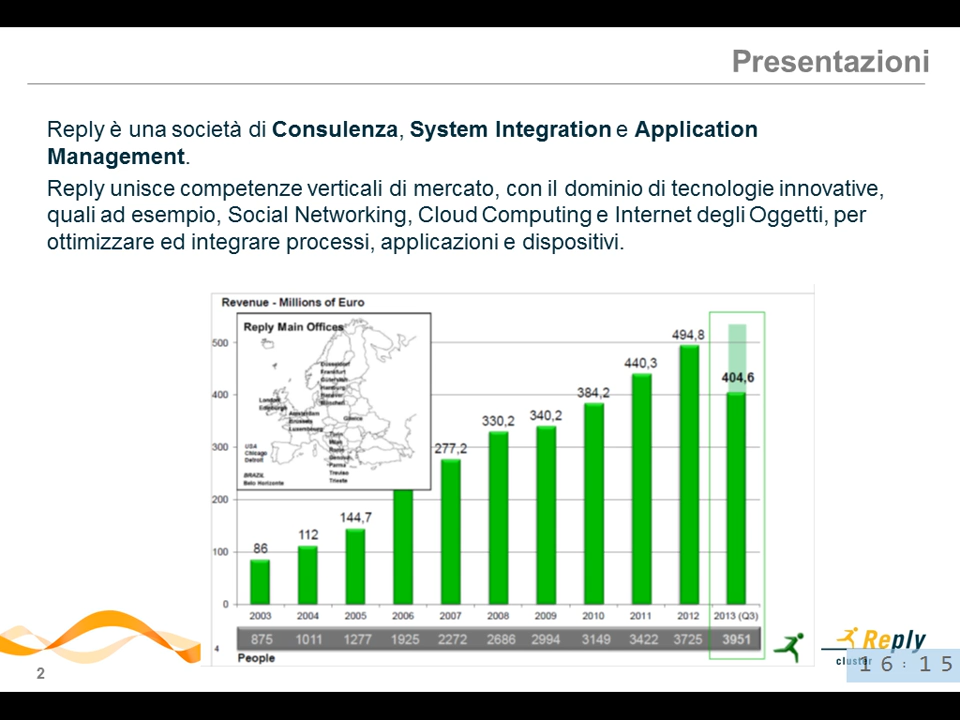 Presentazioni
Reply è una società di Consulenza, System Integration e Application
Management.
Reply unisce competenze verticali di mercato, con il dominio di tecnologie innovative,
quali ad esempio, Social Networking, Cloud Computing e Internet degli Oggetti, per
ottimizzare ed integrare processi, applicazioni e dispositivi.
Revenue - Millions of Euro
Reply Main Offices
Düsseldorf
Frankfurt
Gütersloh
Hamburg
Hanover
London
Edinburgh
Amsterdam
Brussels
Luxembourg
Turin
Milan
Rome
Genova
Parma
Treviso
Trieste
USA
Chicago
Detroit
BRAZIL
Belo Horizonte
500
400
300
200
100
0
86
112
144,7
277,2
330,2
340,2
384,2
440,3
494,8
404,6
2003 2004 2005 2006 2007 2008 2009 2010 2011 2012 2013 (Q3)
875 1011 1277 1925 2272 2686 2994 3149 3422 3725 3951
4
People
Reply
cluster
16:15
2